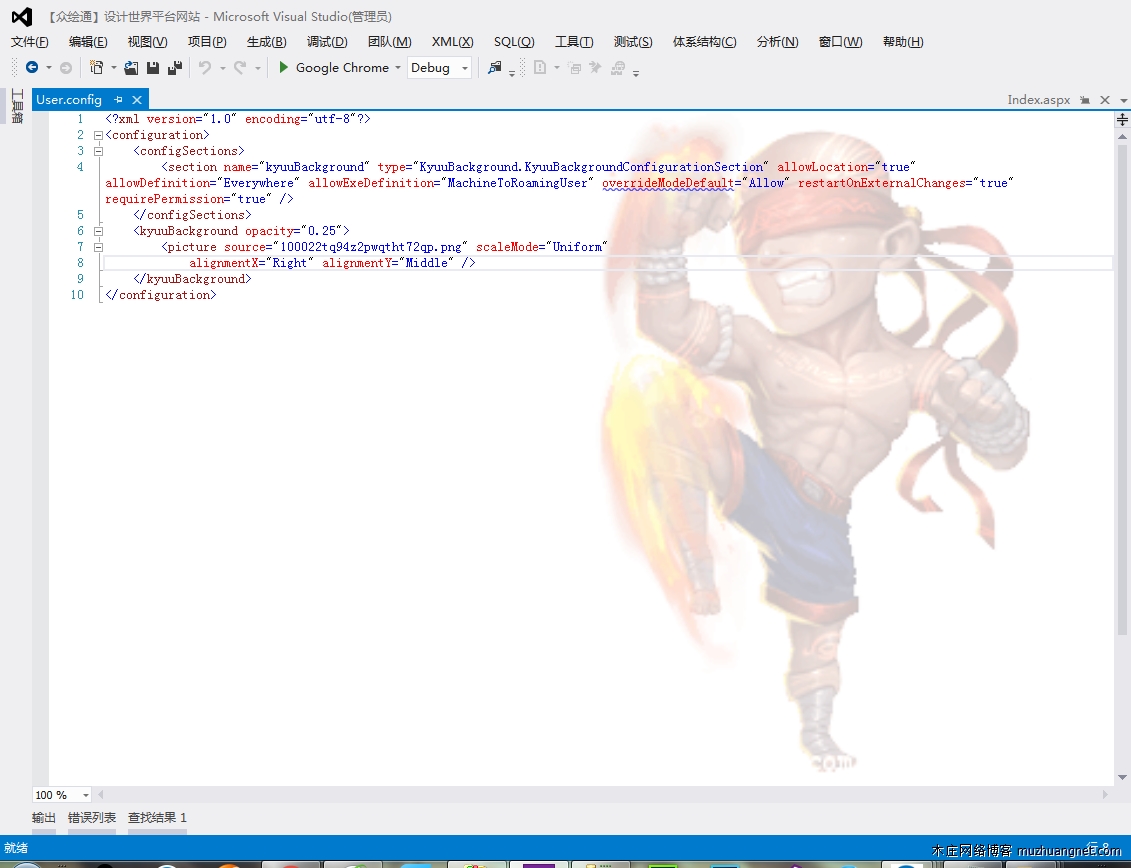 【众绘通】设计世界平台网站 - Microsoft Visual Studio(管理员)
文件(F) 编辑(E) 视图(V) 项目(P) 生成(B) 调试(D) 团队(M) XML(X) SQL(Q) 工具(T) 测试(S) 体系结构(C) 分析(N) 窗口(W) 帮助(H)
Google Chrome Debug
工具箱
User.config Index.aspx
1 <?xml version="1.0" encoding="utf-8"?>
2 <configuration>
3 <configSections>
4 <section name="kyuuBackground" type="KyuuBackground.KyuuBackgroundConfigurationSection" allowLocation="true"
allowDefinition="Everywhere" allowExeDefinition="MachineToRoamingUser" overrideModeDefault="Allow" restartOnExternalChanges="true"
requirePermission="true" />
5 </configSections>
6 <kyuuBackground opacity="0.25">
7 <picture source="100022tq94z2pwqtht72qp.png" scaleMode="Uniform"
8 alignmentX="Right" alignmentY="Middle" />
9 </kyuuBackground>
10 </configuration>
.com
100 %
输出 错误列表 查找结果 1
就绪 行 8
木庄网络博客 muzhuangnet.com